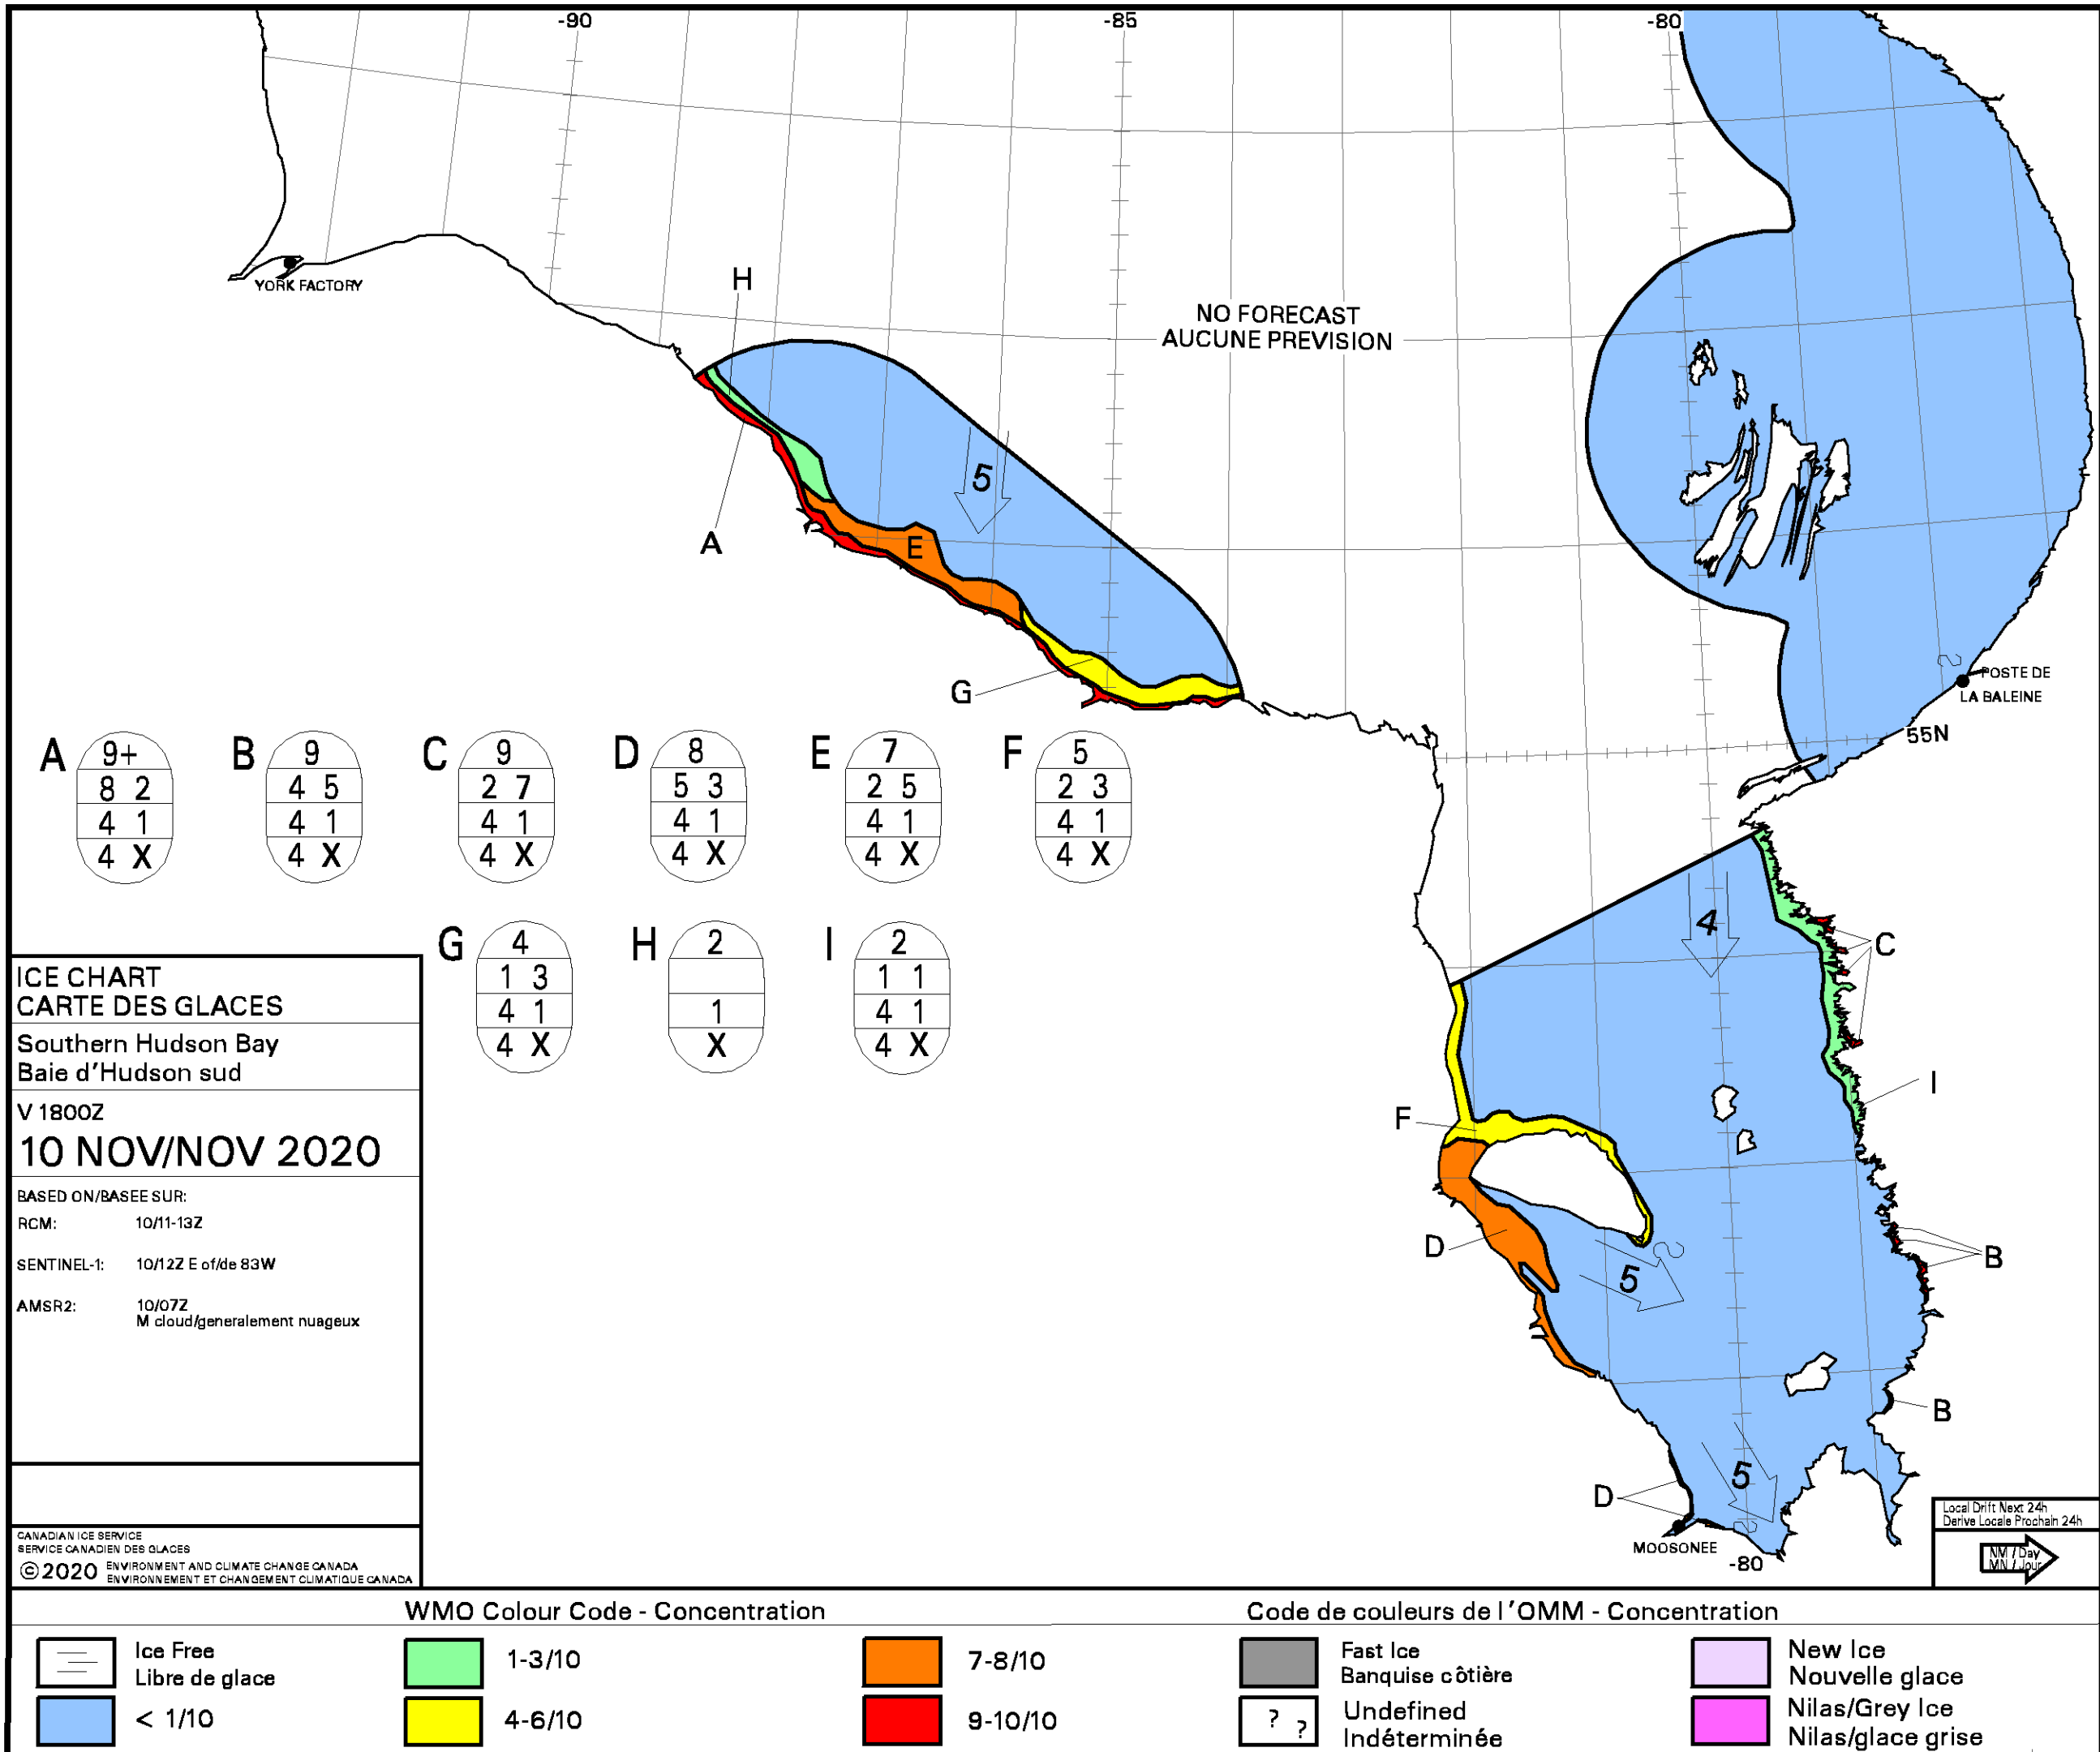 -90
-85
-80
YORK FACTORY
H
NO FORECAST
AUCUNE PREVISION
5
A
E
G
POSTE DE
LA BALEINE
55N
A
9+
8 2
4 1
4 X
B
9
4 5
4 1
4 X
C
9
2 7
4 1
4 X
D
8
5 3
4 1
4 X
E
7
2 5
4 1
4 X
F
5
2 3
4 1
4 X
G
4
1 3
4 1
4 X
H
2
1
X
I
2
1 1
4 1
4 X
4
C
I
F
D
5
B
B
5
D
MOOSONEE
-80
ICE CHART
CARTE DES GLACES
Southern Hudson Bay
Baie d'Hudson sud
V 1800Z
10 NOV/NOV 2020
BASED ON/BASEE SUR:
RCM: 10/11-13Z
SENTINEL-1: 10/12Z E of/de 83W
AMSR2: 10/07Z
M cloud/generalement nuageux
CANADIAN ICE SERVICE
SERVICE CANADIEN DES GLACES
© 2020 ENVIRONMENT AND CLIMATE CHANGE CANADA
ENVIRONNEMENT ET CHANGEMENT CLIMATIQUE CANADA
Local Drift Next 24h
Derive Locale Prochain 24h
NM / Day
MN / Jour
WMO Colour Code - Concentration
Code de couleurs de l'OMM - Concentration
Ice Free
Libre de glace
< 1/10
1-3/10
4-6/10
7-8/10
9-10/10
Fast Ice
Banquise côtière
? ?
Undefined
Indéterminée
New Ice
Nouvelle glace
Nilas/Grey Ice
Nilas/glace grise